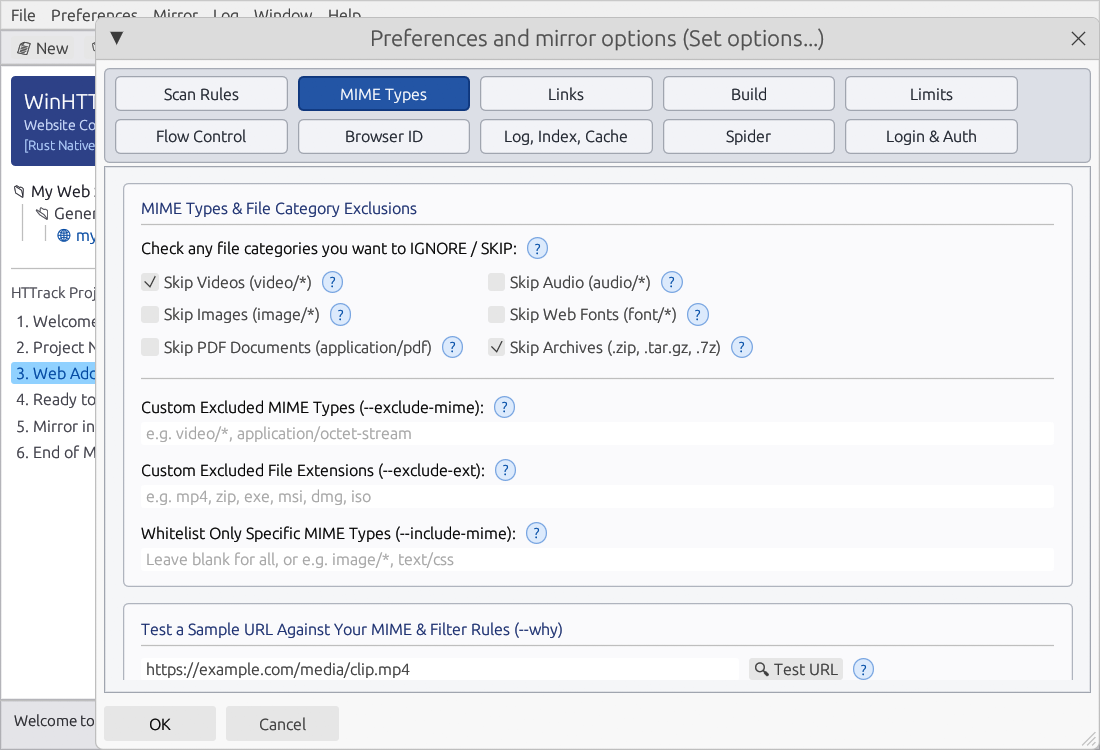 File Preferences Mirror Log Window Help
Preferences and mirror options (Set options...)
New
Scan Rules MIME Types Links Build Limits
Flow Control Browser ID Log, Index, Cache Spider Login & Auth
WinHTT
Website Co
[Rust Native
My Web
Gener
my
HTTrack Proj
1. Welcome
2. Project N
3. Web Add
4. Ready to
5. Mirror in
6. End of M
MIME Types & File Category Exclusions
Check any file categories you want to IGNORE / SKIP: ?
Skip Videos (video/*) ? Skip Audio (audio/*) ?
Skip Images (image/*) ? Skip Web Fonts (font/*) ?
Skip PDF Documents (application/pdf) ? Skip Archives (.zip, .tar.gz, .7z) ?
Custom Excluded MIME Types (--exclude-mime): ?
e.g. video/*, application/octet-stream
Custom Excluded File Extensions (--exclude-ext): ?
e.g. mp4, zip, exe, msi, dmg, iso
Whitelist Only Specific MIME Types (--include-mime): ?
Leave blank for all, or e.g. image/*, text/css
Test a Sample URL Against Your MIME & Filter Rules (--why)
https://example.com/media/clip.mp4 Test URL ?
Welcome to
OK Cancel